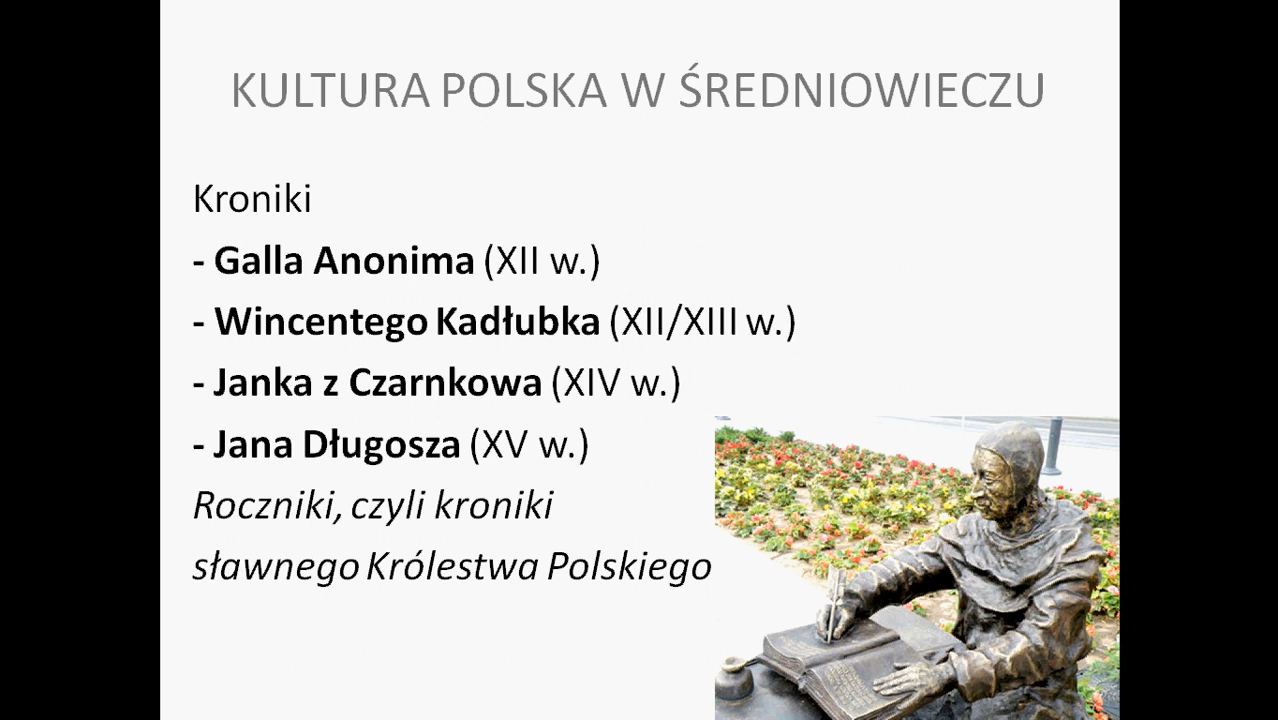 KULTURA POLSKA W ŚREDNIOWIECZU
Kroniki
- Galla Anonima (XII w.)
- Wincentego Kadłubka (XII/XIII w.)
- Janka z Czarnkowa (XIV w.)
- Jana Długosza (XV w.)
Roczniki, czyli kroniki
sławnego Królestwa Polskiego